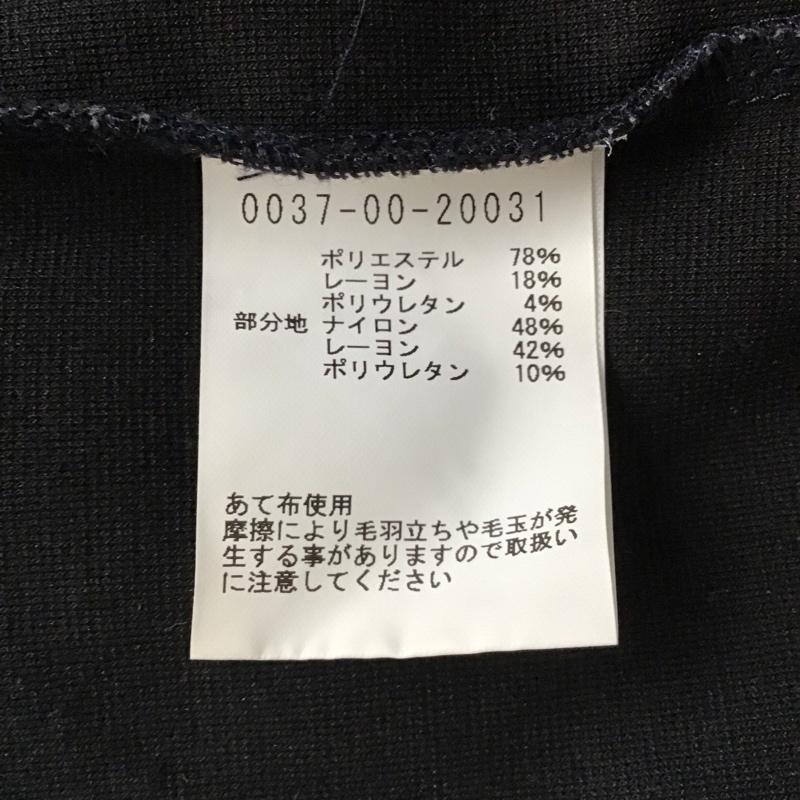 0037-00-20031
ポリエステル 78%
レーヨン 18%
ポリウレタン 4%
部分地 ナイロン 48%
レーヨン 42%
ポリウレタン 10%
あて布使用
摩擦により毛羽立ちや毛玉が発
生する事がありますので取扱い
に注意してください